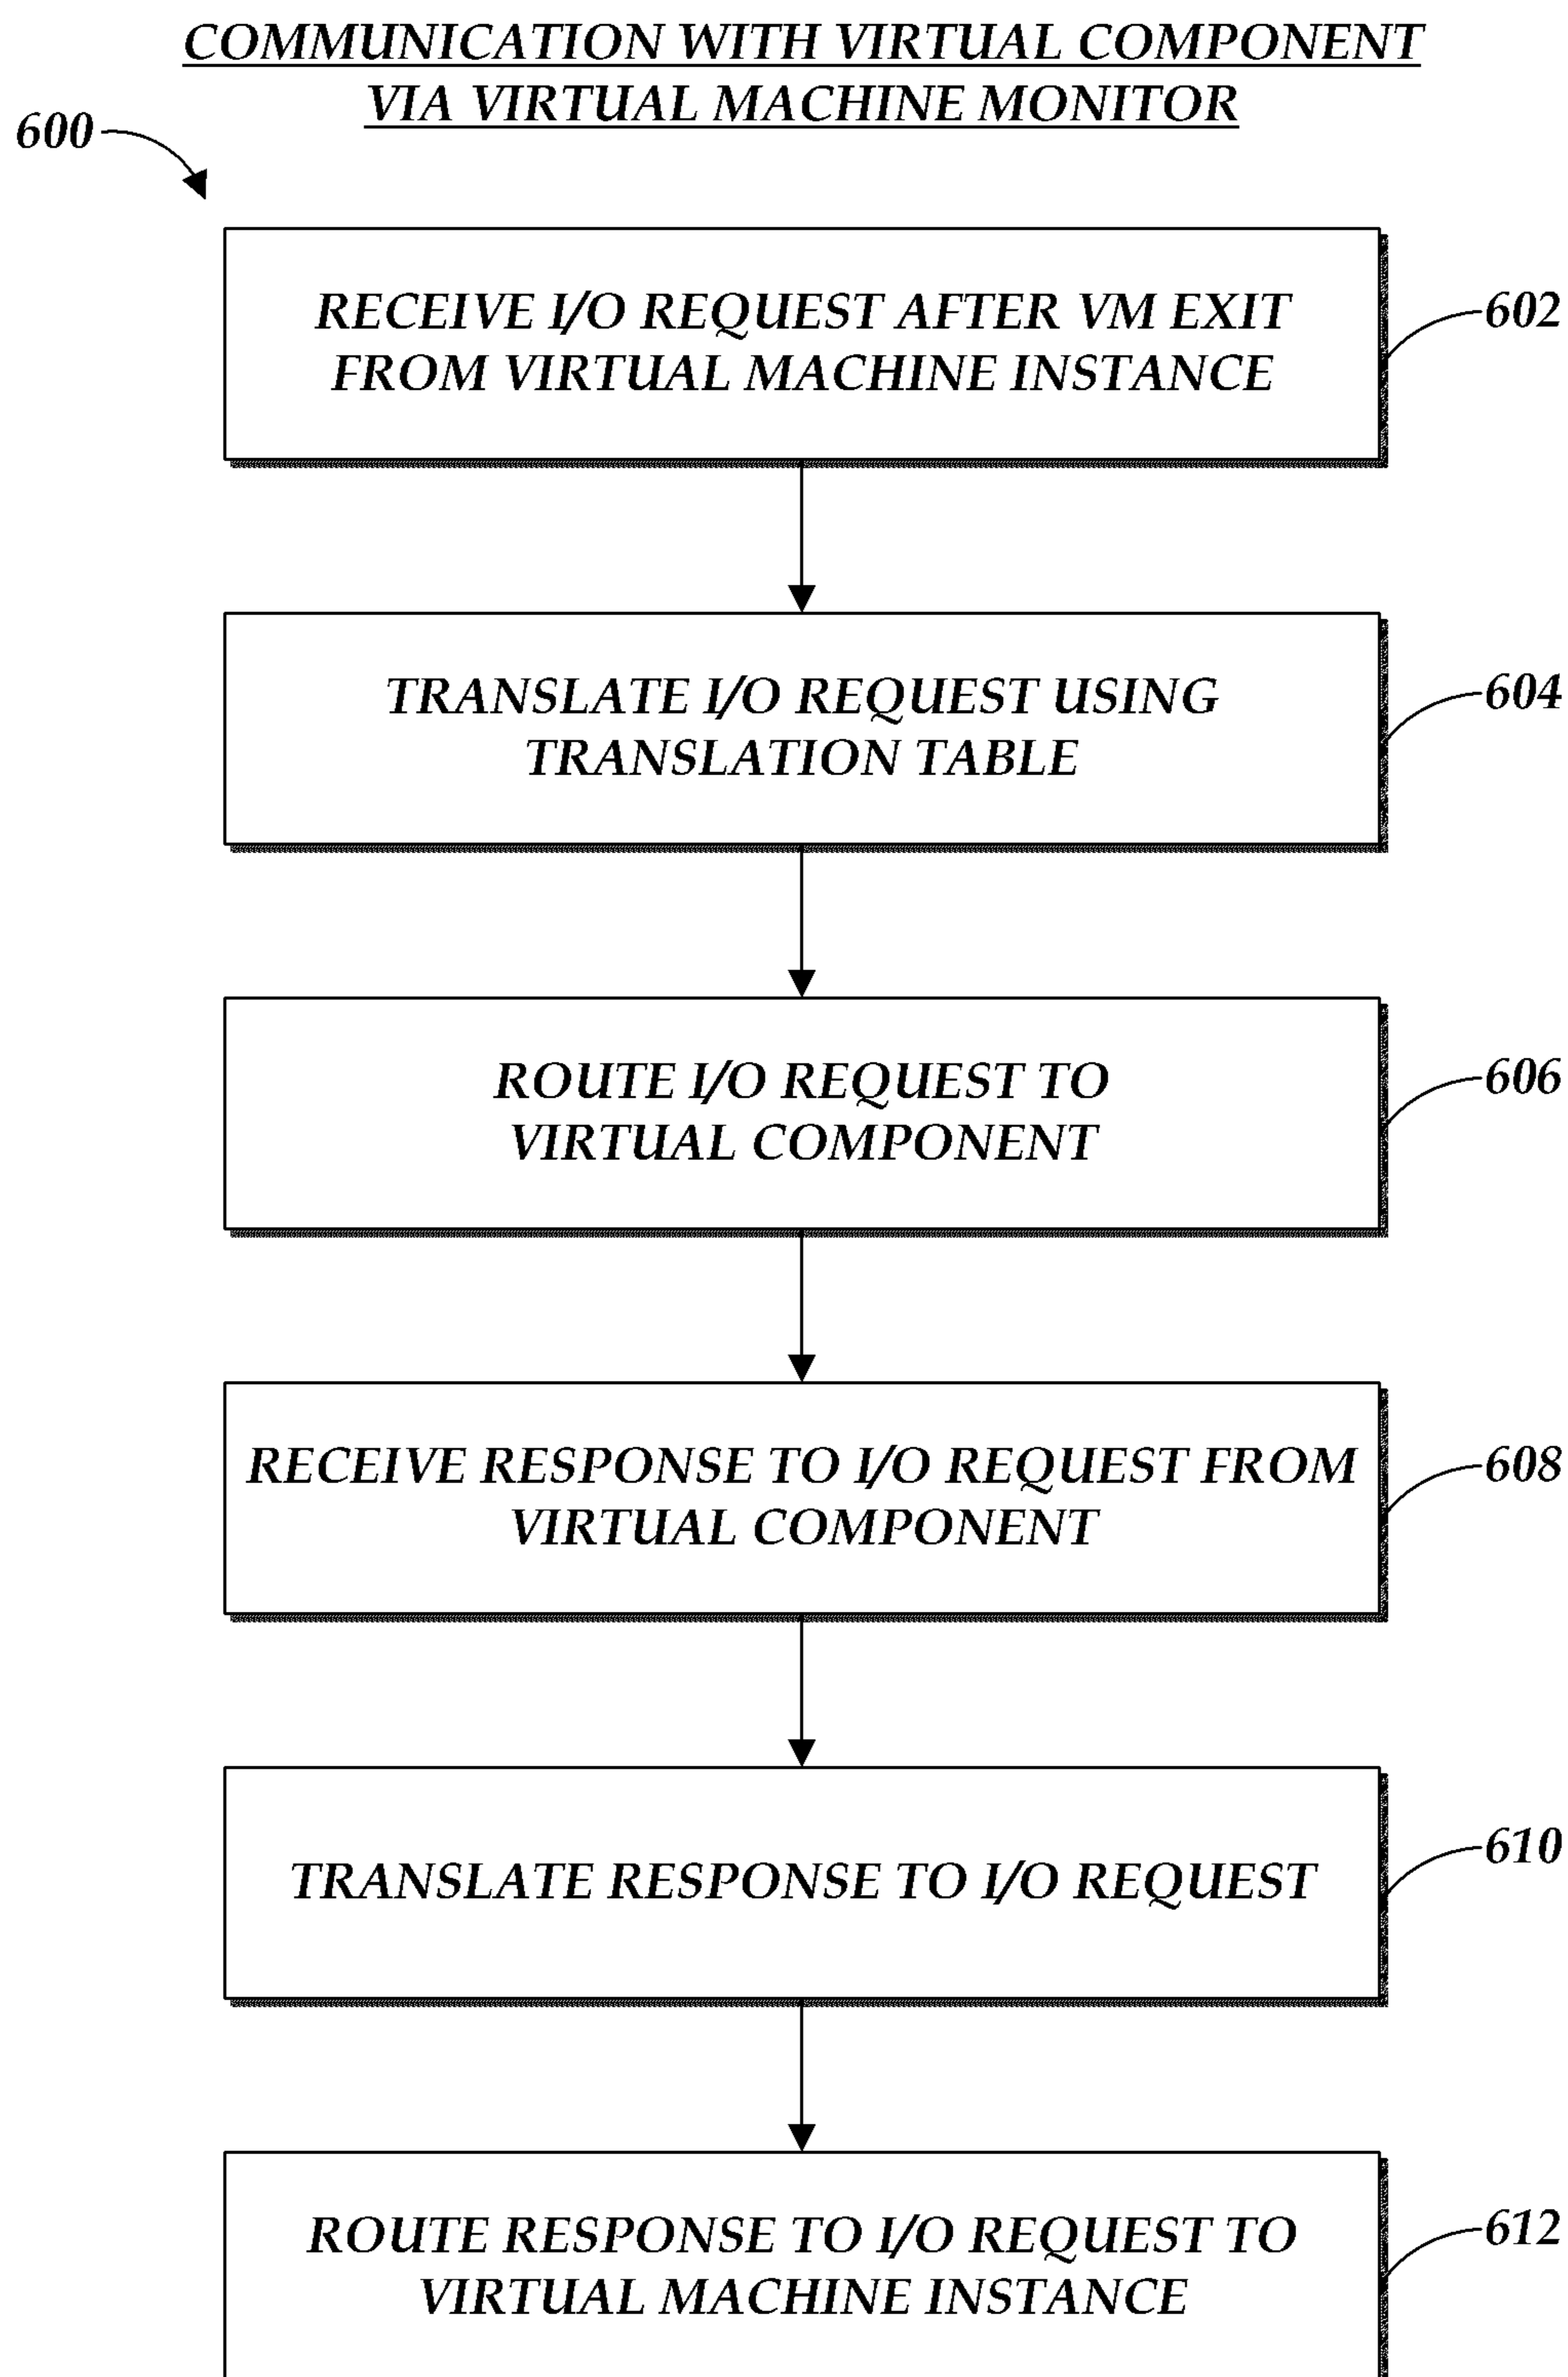 COMMUNICATION WITH VIRTUAL COMPONENT
VIA VIRTUAL MACHINE MONITOR
600
RECEIVE I/O REQUEST AFTER VM EXIT
FROM VIRTUAL MACHINE INSTANCE
602
TRANSLATE I/O REQUEST USING
TRANSLATION TABLE
604
ROUTE I/O REQUEST TO
VIRTUAL COMPONENT
606
RECEIVE RESPONSE TO I/O REQUEST FROM
VIRTUAL COMPONENT
608
TRANSLATE RESPONSE TO I/O REQUEST
610
ROUTE RESPONSE TO I/O REQUEST TO
VIRTUAL MACHINE INSTANCE
612